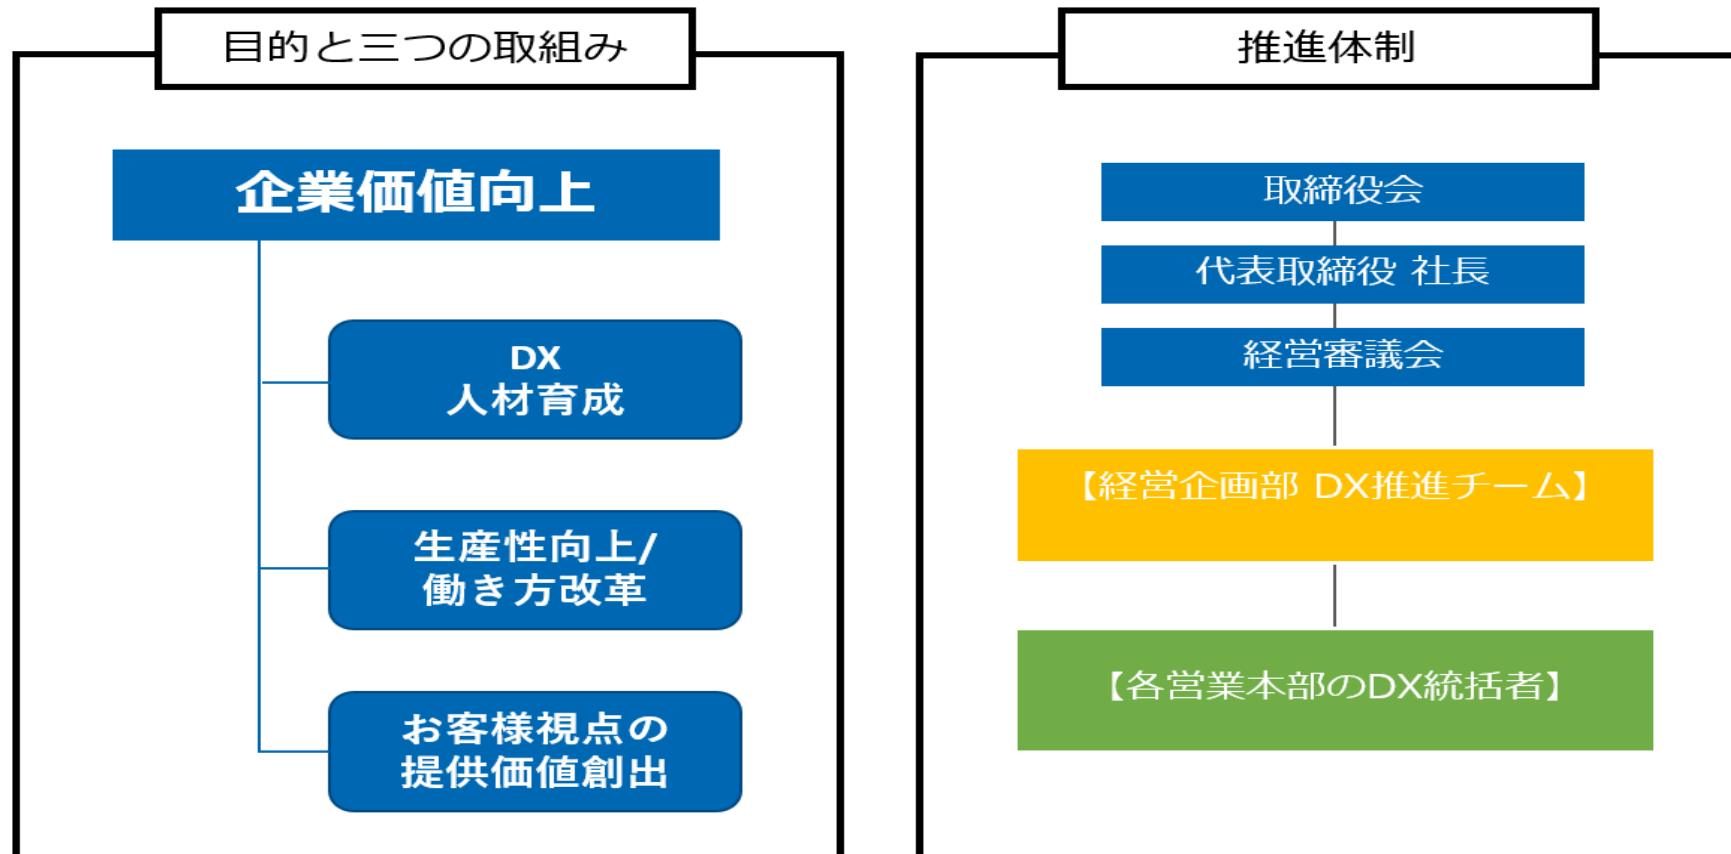 目的と三つの取組み
企業価値向上
DX
人材育成
生産性向上/
働き方改革
お客様視点の
提供価値創出
推進体制
取締役会
代表取締役 社長
経営審議会
【経営企画部 DX推進チーム】
【各営業本部のDX統括者】